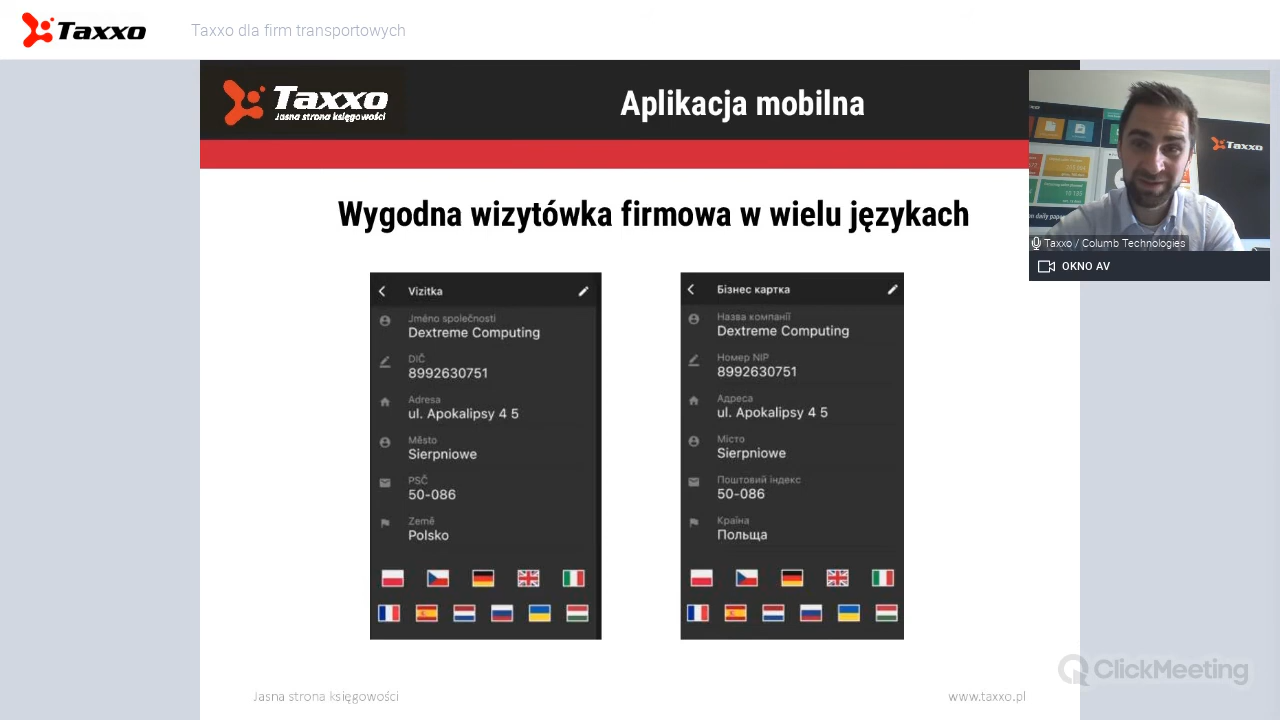 Taxxo
Taxxo dla firm transportowych
Taxxo
Jasna strona księgowości
Aplikacja mobilna
Wygodna wizytówka firmowa w wielu językach
Taxxo
Taxxo / Columb Technologies
OKNO AV
Vizitka
Jméno společnosti
Dextreme Computing
DIČ
8992630751
Adresa
ul. Apokalipsy 4 5
Město
Sierpniowe
PSČ
50-086
Země
Polsko
Бізнес картка
Назва компанії
Dextreme Computing
Номер NIP
8992630751
Адреса
ul. Apokalipsy 4 5
Місто
Sierpniowe
Поштовий індекс
50-086
Країна
Польща
ClickMeeting
Jasna strona księgowości
www.taxxo.pl